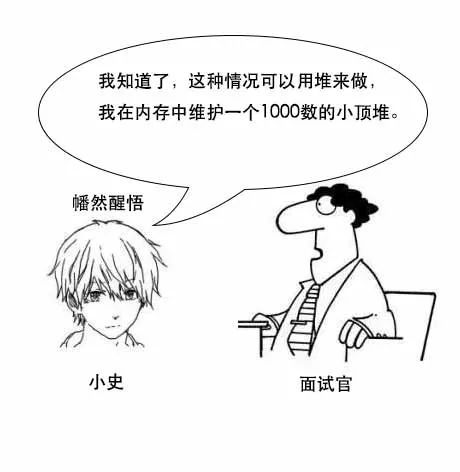 我知道了，这种情况可以用堆来做，
我在内存中维护一个1000数的小顶堆。
幡然醒悟
小史
面试官